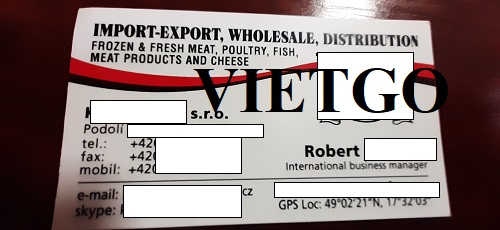 IMPORT-EXPORT, WHOLESALE, DISTRIBUTION
FROZEN & FRESH MEAT, POULTRY, FISH,
MEAT PRODUCTS AND CHEESE
VIETGO
K s.r.o.
Podolí
tel.: +420
fax: +420
mobil: +420
Robert
International business manager
e-mail: cz
skype:
GPS Loc: 49°02'21"N, 17°32'03"